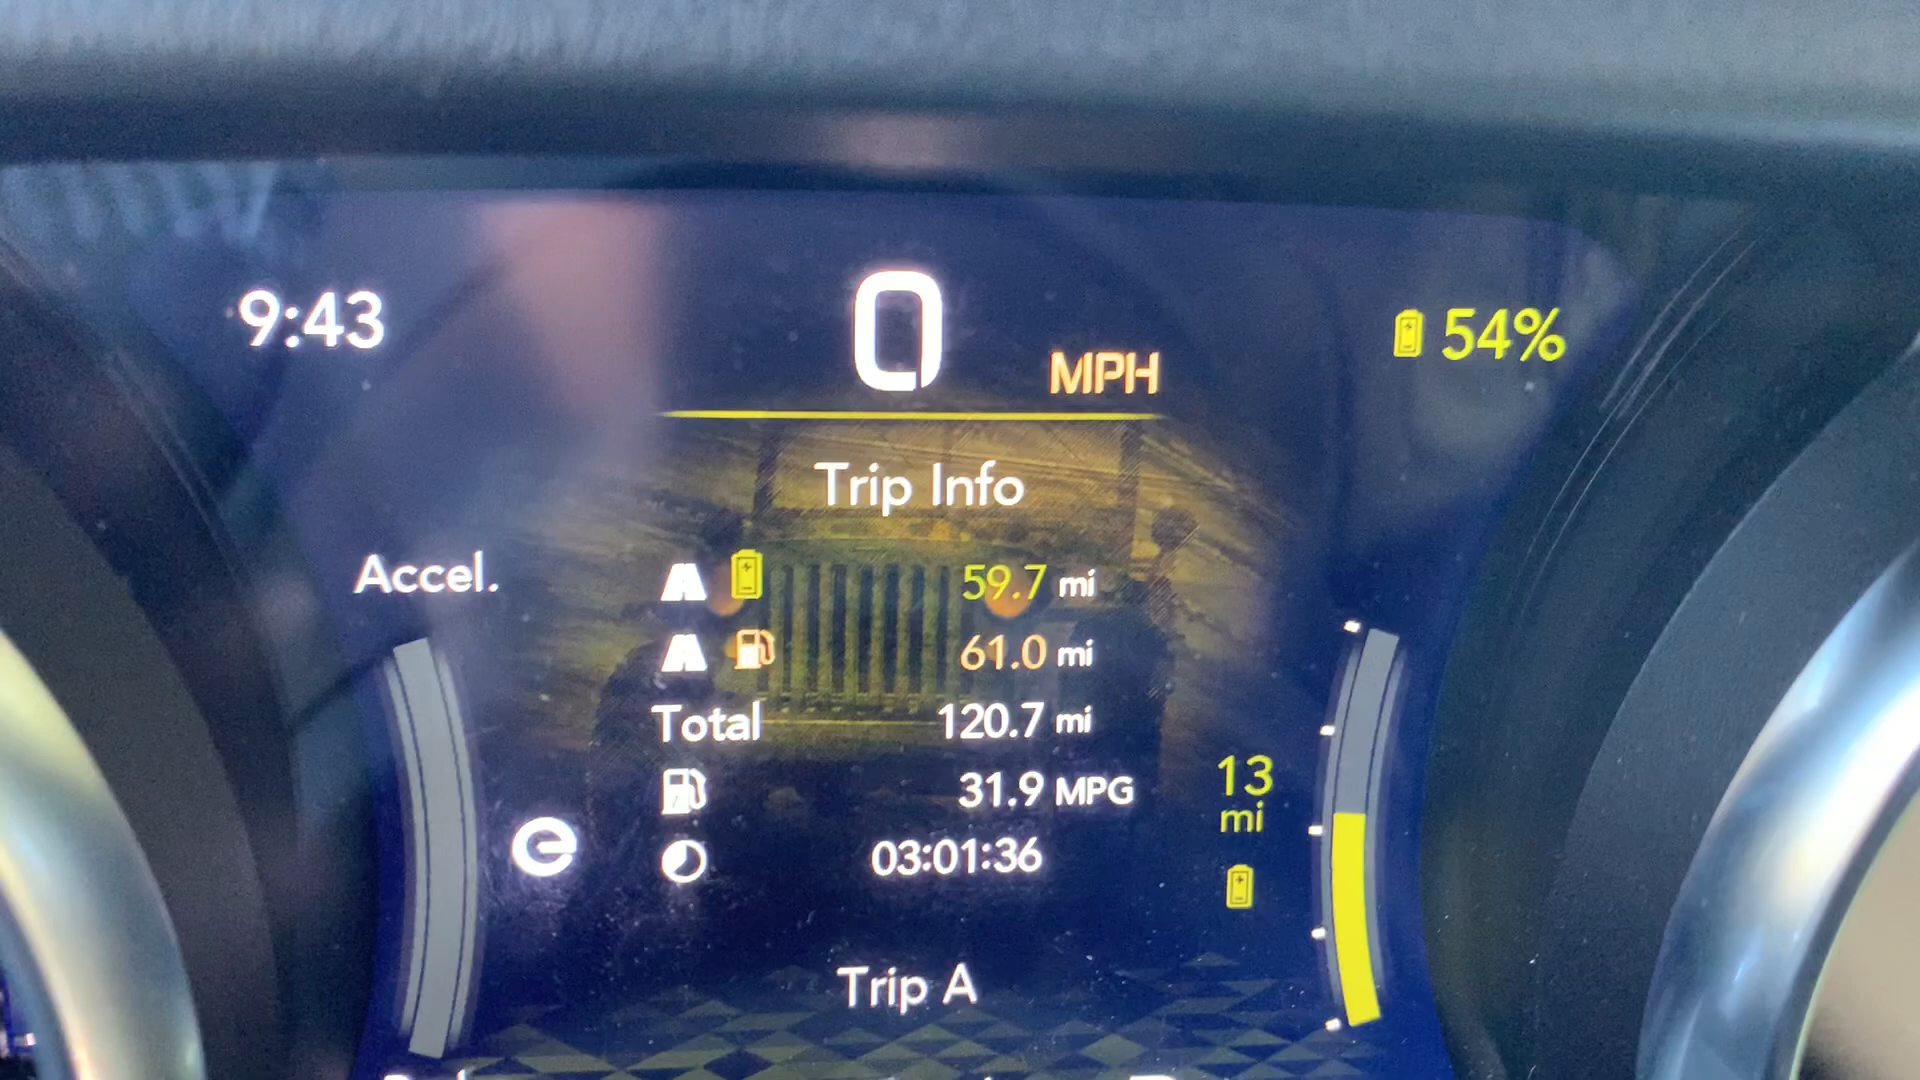 9:43
0 MPH
54%
Trip Info
Accel.
59.7 mi
61.0 mi
Total 120.7 mi
31.9 MPG
13
mi
03:01:36
Trip A